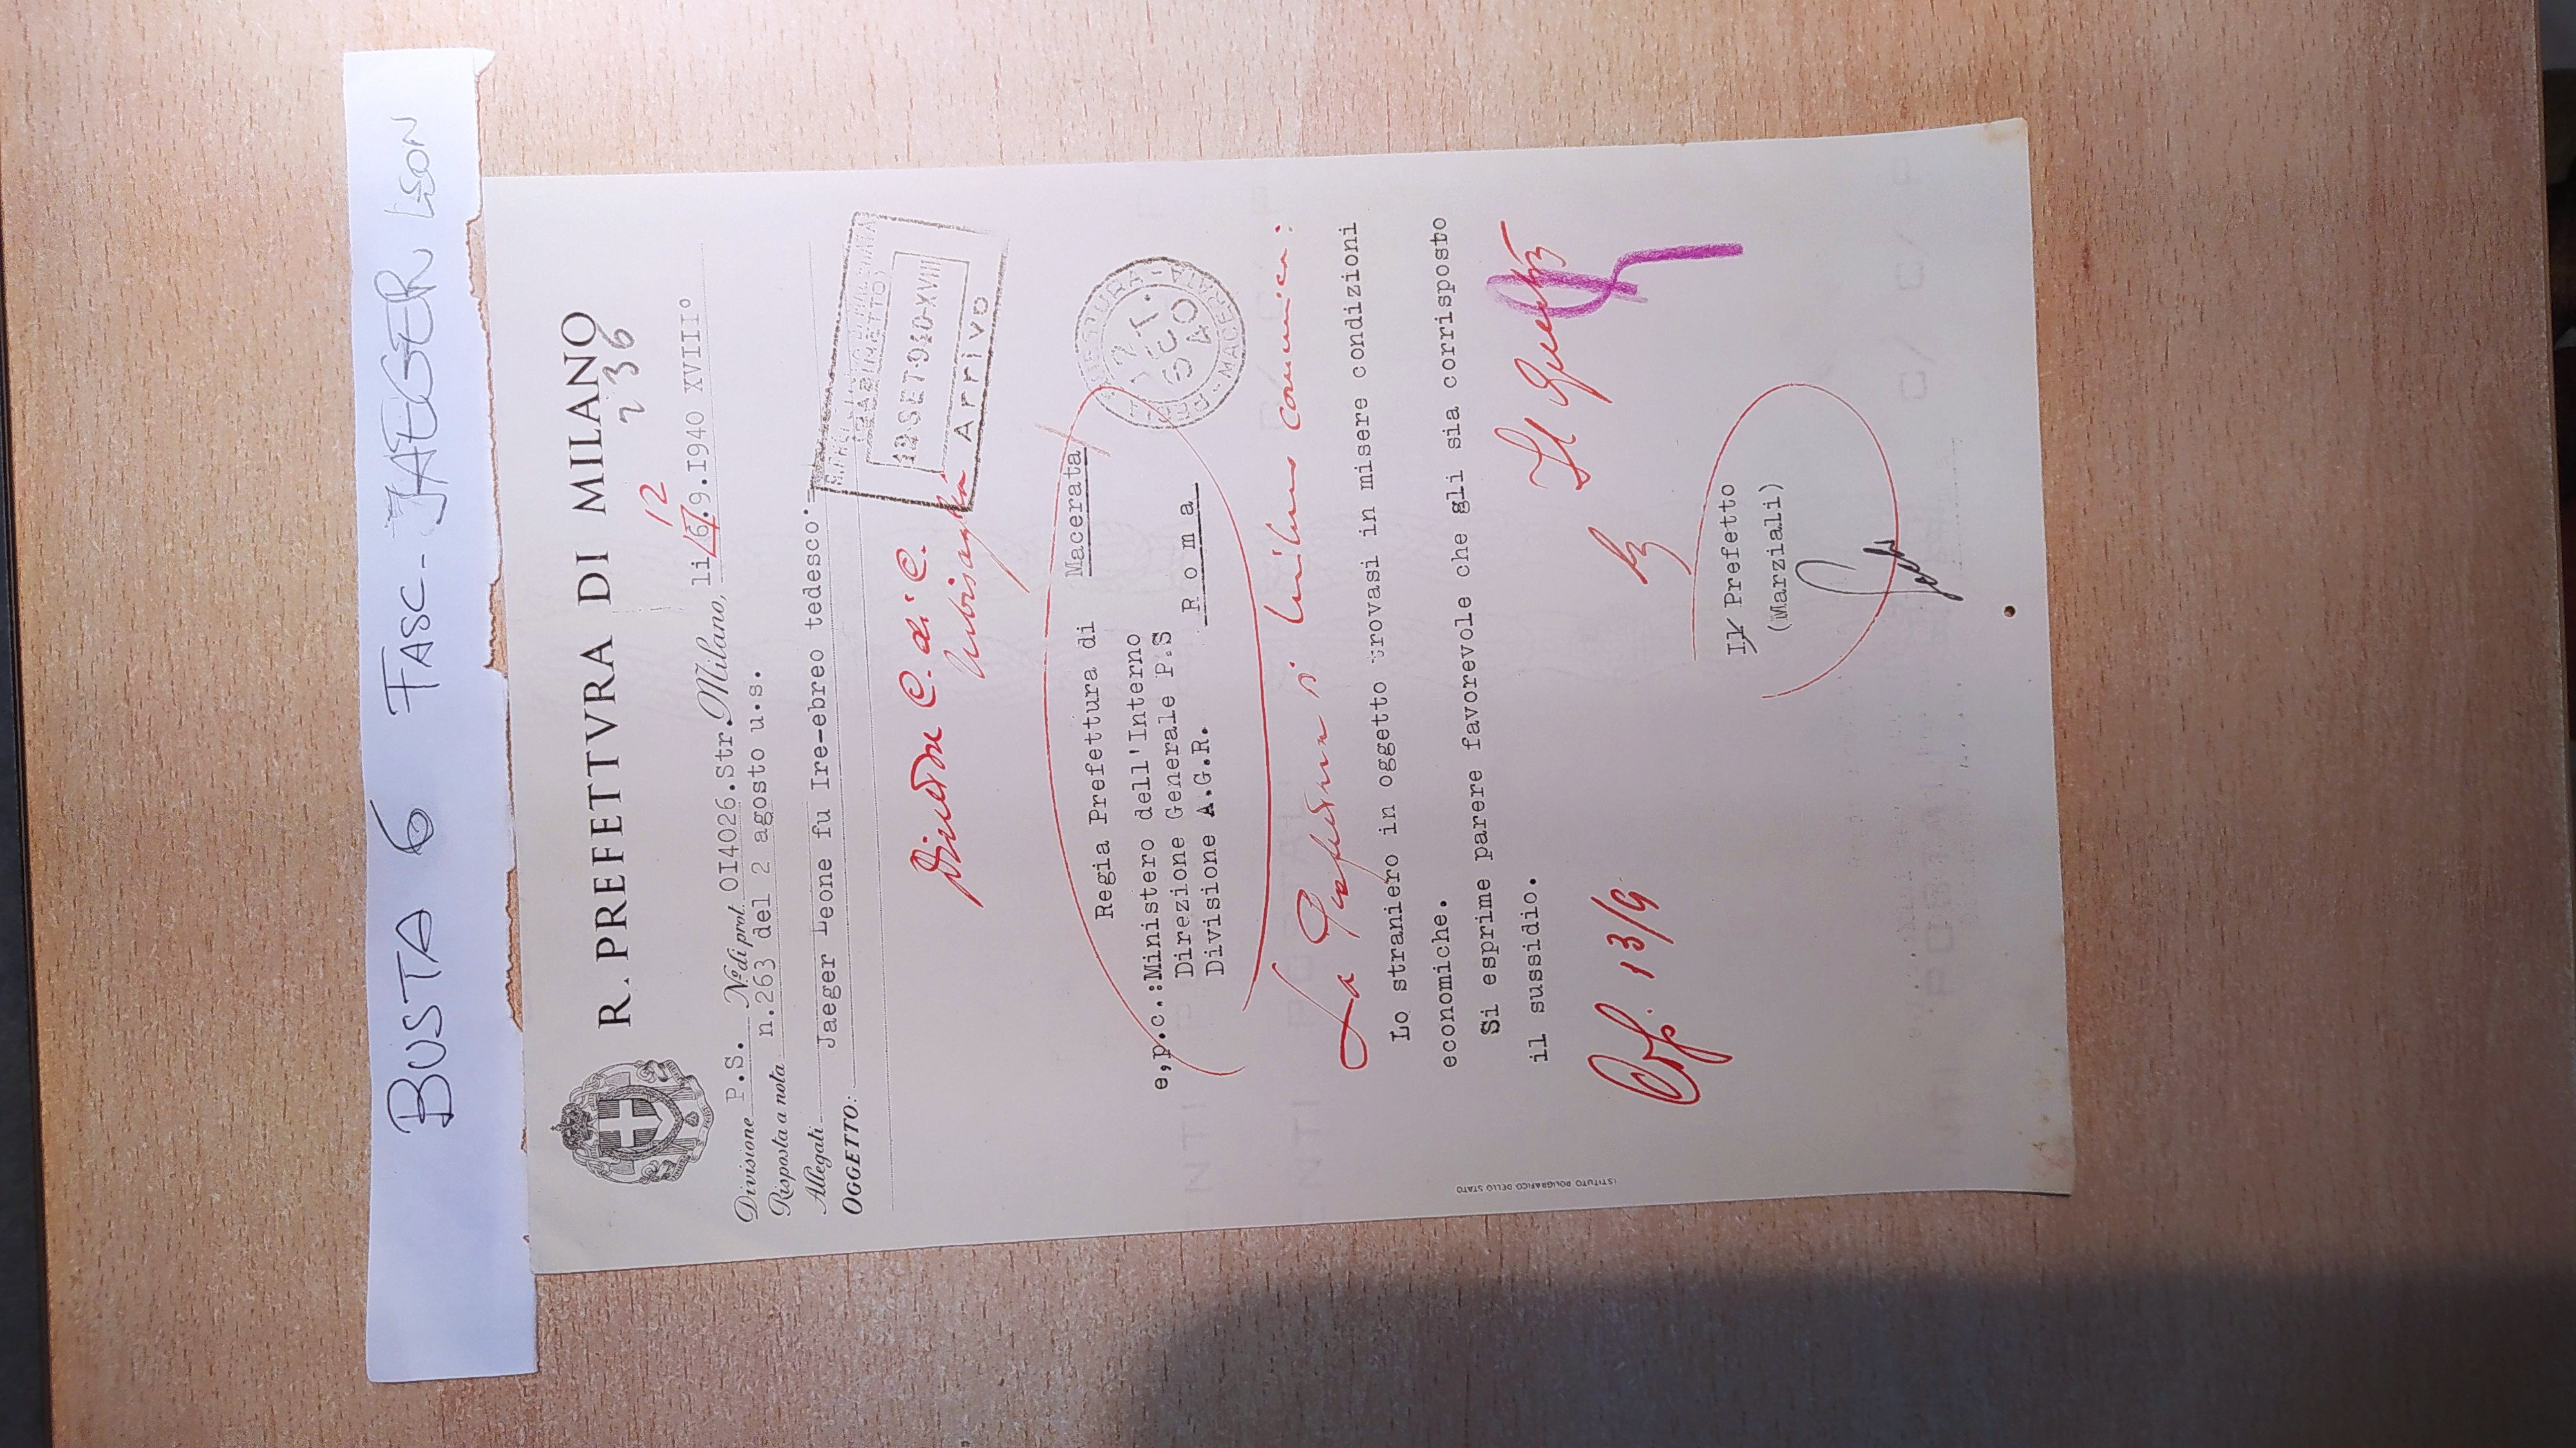 BUSTA 6 FASC- JAEGER LEON
R. PREFETTVRA DI MILANO
236
12
Milano, li 6.9.I940 XVIII°
Divisione P.S. N° di prot. OI4026.Str.
Risposta a nota n.263 del 2 agosto u.s.
Allegati
OGGETTO: Jaeger Leone fu Ire-ebreo tedesco.=
(GABINETTO)
12·SET·940·XVIII
Arrivo
Direttore C. di C.
Urbisaglia
Regia Prefettura di Macerata
e,p.c.:Ministero dell'Interno
Direzione Generale P.S
Divisione A.G.R. Roma
REGIA QUESTURA - MACERATA -
12
SET.
40
La Prefettura di Milano comunica:
Lo straniero in oggetto trovasi in misere condizioni
economiche.
Si esprime parere favorevole che gli sia corrisposto
il sussidio.
Il Questore
13/9
Il Prefetto
(Marziali)
ISTITUTO POLIGRAFICO DELLO STATO